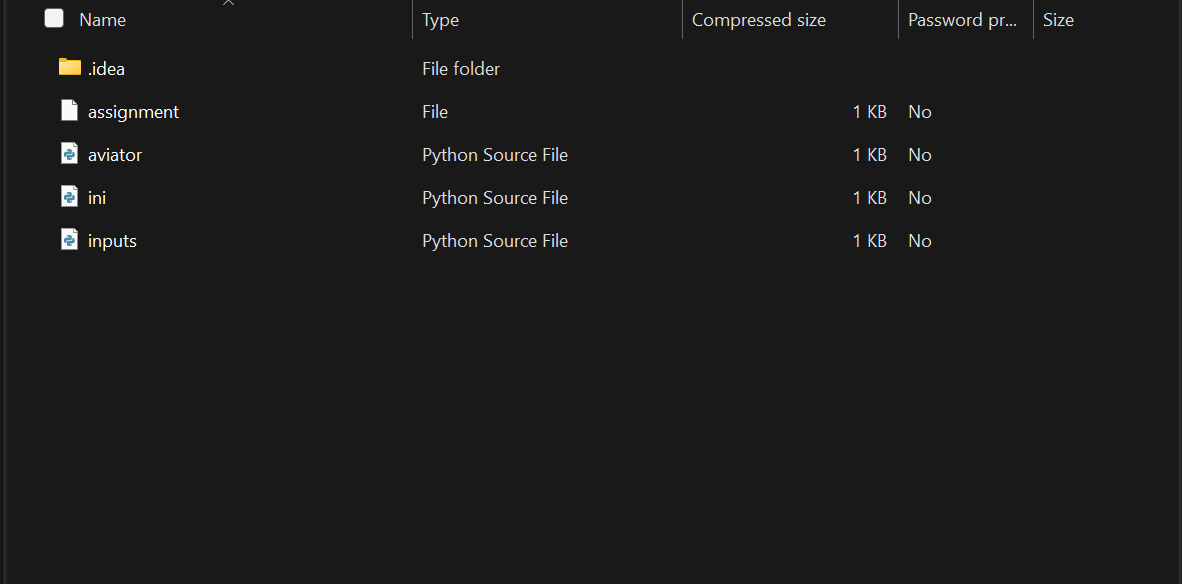 Name Type Compressed size Password pr... Size
.idea File folder
assignment File 1 KB No
aviator Python Source File 1 KB No
ini Python Source File 1 KB No
inputs Python Source File 1 KB No